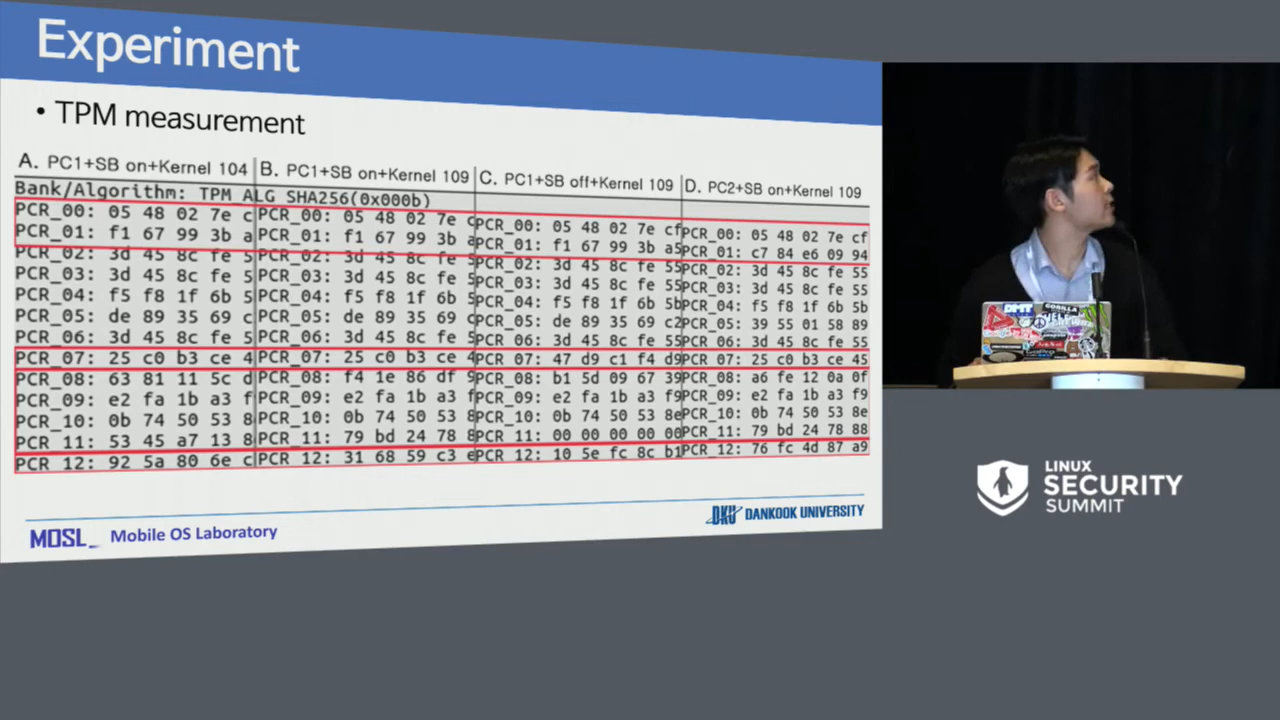 Experiment
• TPM measurement
A. PC1+SB on+Kernel 104
B. PC1+SB on+Kernel 109
C. PC1+SB off+Kernel 109
D. PC2+SB on+Kernel 109
Bank/Algorithm: TPM_ALG_SHA256(0x000b)
PCR_00: 05 48 02 7e c
PCR_01: f1 67 99 3b a
PCR_02: 3d 45 8c fe 5
PCR_03: 3d 45 8c fe 5
PCR_04: f5 f8 1f 6b 5
PCR_05: de 89 35 69 c
PCR_06: 3d 45 8c fe 5
PCR_07: 25 c0 b3 ce 4
PCR_08: 63 81 11 5c d
PCR_09: e2 fa 1b a3 f
PCR_10: 0b 74 50 53 8
PCR_11: 53 45 a7 13 8
PCR_12: 92 5a 80 6e c
PCR_00: 05 48 02 7e c
PCR_01: f1 67 99 3b a
PCR_02: 3d 45 8c fe 5
PCR_03: 3d 45 8c fe 5
PCR_04: f5 f8 1f 6b 5
PCR_05: de 89 35 69 c
PCR_06: 3d 45 8c fe 5
PCR_07: 25 c0 b3 ce 4
PCR_08: f4 1e 86 df 9
PCR_09: e2 fa 1b a3 f
PCR_10: 0b 74 50 53 8
PCR_11: 79 bd 24 78 8
PCR_12: 31 68 59 c3 e
PCR_00: 05 48 02 7e cf
PCR_01: f1 67 99 3b a5
PCR_02: 3d 45 8c fe 55
PCR_03: 3d 45 8c fe 55
PCR_04: f5 f8 1f 6b 5b
PCR_05: de 89 35 69 c2
PCR_06: 3d 45 8c fe 55
PCR_07: 47 d9 c1 f4 d9
PCR_08: b1 5d 09 67 39
PCR_09: e2 fa 1b a3 f9
PCR_10: 0b 74 50 53 8e
PCR_11: 00 00 00 00 00
PCR_12: 10 5e fc 8c b1
PCR_00: 05 48 02 7e cf
PCR_01: c7 84 e6 09 94
PCR_02: 3d 45 8c fe 55
PCR_03: 3d 45 8c fe 55
PCR_04: f5 f8 1f 6b 5b
PCR_05: 39 55 01 58 89
PCR_06: 3d 45 8c fe 55
PCR_07: 25 c0 b3 ce 45
PCR_08: a6 fe 12 0a 0f
PCR_09: e2 fa 1b a3 f9
PCR_10: 0b 74 50 53 8e
PCR_11: 79 bd 24 78 88
PCR_12: 76 fc 4d 87 a9
MOSL_ Mobile OS Laboratory
DKU DANKOOK UNIVERSITY
DMT
GORILLA
GoPro
LINUX
SECURITY
SUMMIT